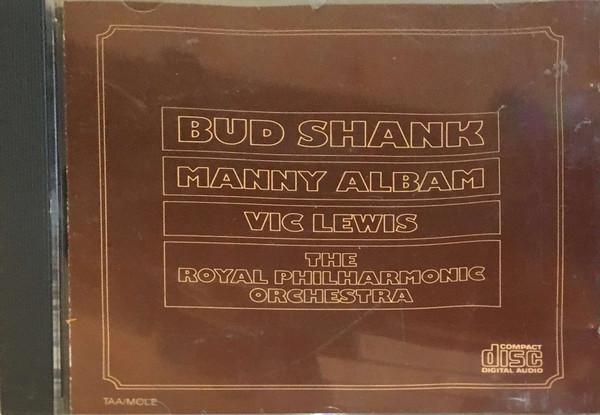 BUD SHANK
MANNY ALBAM
VIC LEWIS
THE
ROYAL PHILHARMONIC
ORCHESTRA
COMPACT
disc
DIGITAL AUDIO
TAA/MOLE